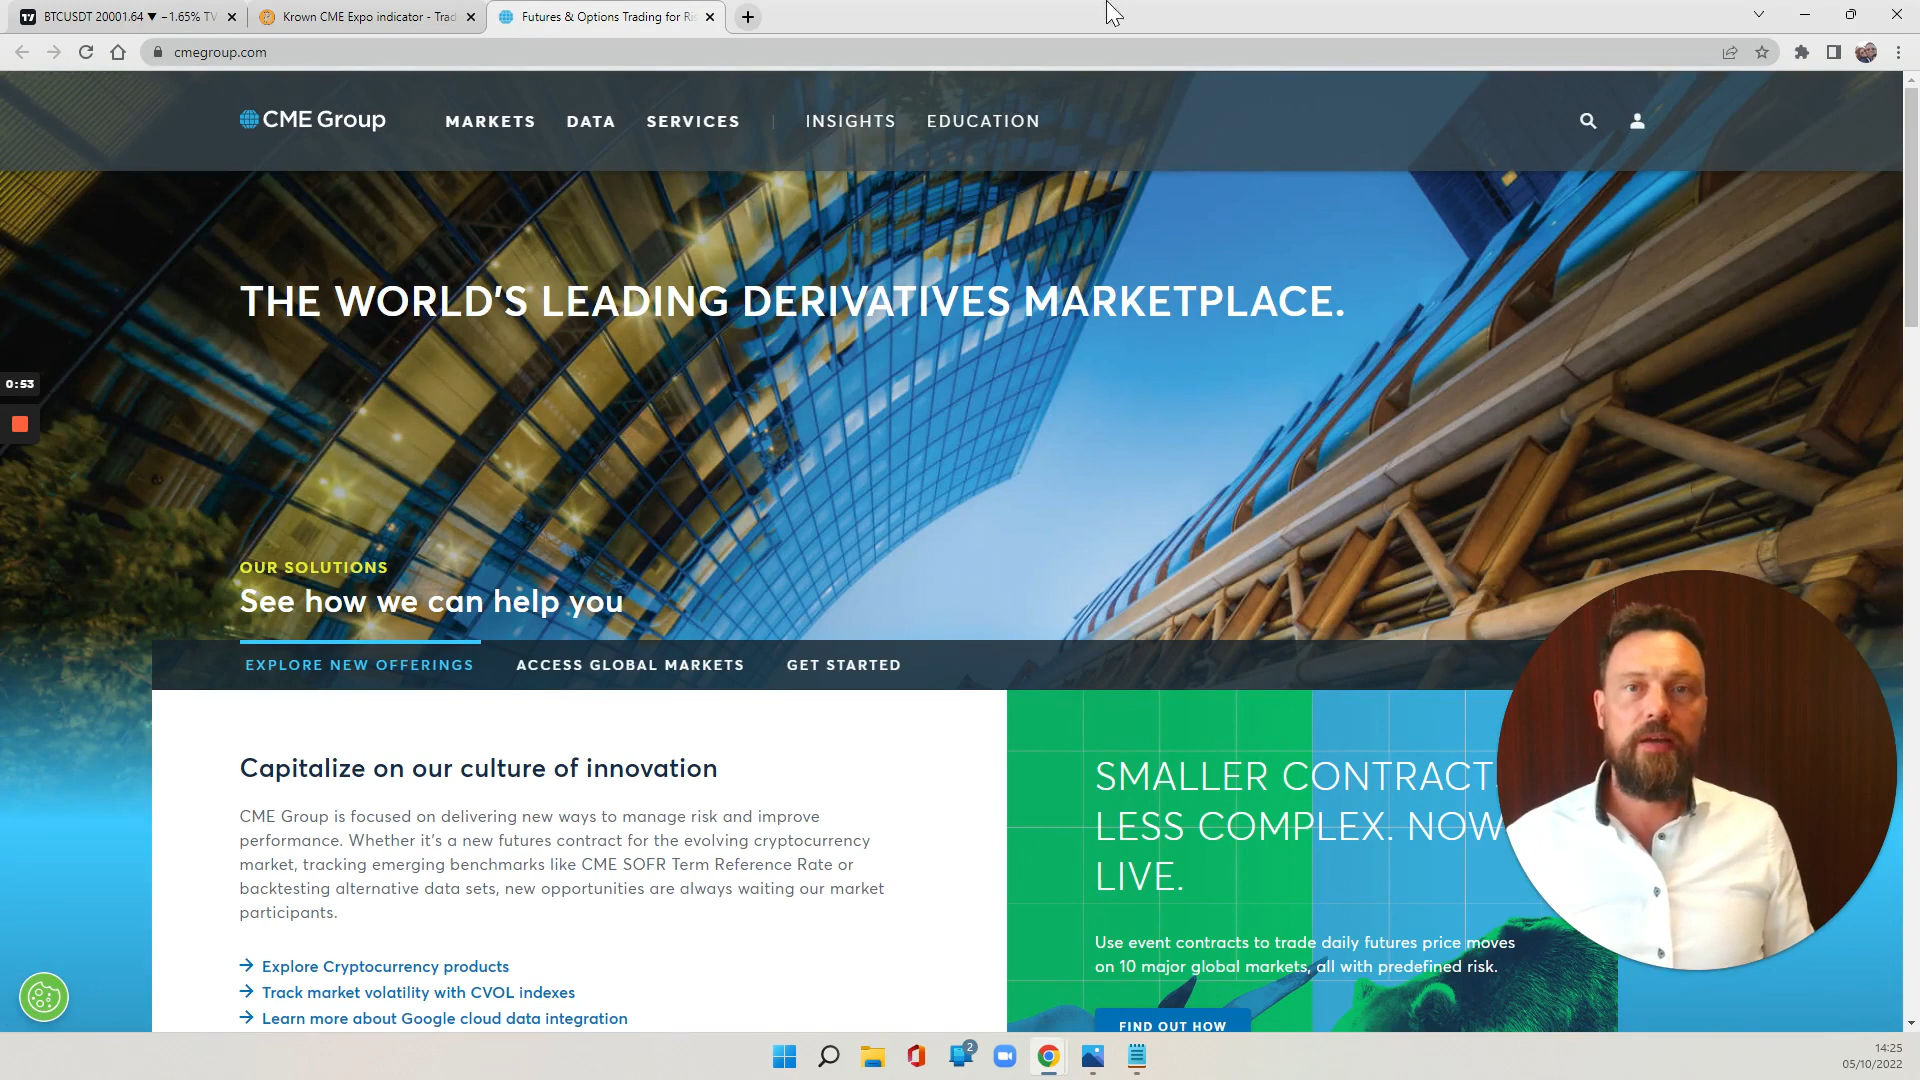 BTCUSDT 20001.64 ▼ −1.65% TV
Krown CME Expo indicator - Trad
Futures & Options Trading for Ris
cmegroup.com
CME Group
MARKETS DATA SERVICES | INSIGHTS EDUCATION
THE WORLD'S LEADING DERIVATIVES MARKETPLACE.
0:53
OUR SOLUTIONS
See how we can help you
EXPLORE NEW OFFERINGS ACCESS GLOBAL MARKETS GET STARTED
Capitalize on our culture of innovation
CME Group is focused on delivering new ways to manage risk and improve
performance. Whether it's a new futures contract for the evolving cryptocurrency
market, tracking emerging benchmarks like CME SOFR Term Reference Rate or
backtesting alternative data sets, new opportunities are always waiting our market
participants.
→ Explore Cryptocurrency products
→ Track market volatility with CVOL indexes
→ Learn more about Google cloud data integration
SMALLER CONTRACT
LESS COMPLEX. NOW
LIVE.
Use event contracts to trade daily futures price moves
on 10 major global markets, all with predefined risk.
FIND OUT HOW
2
14:25
05/10/2022